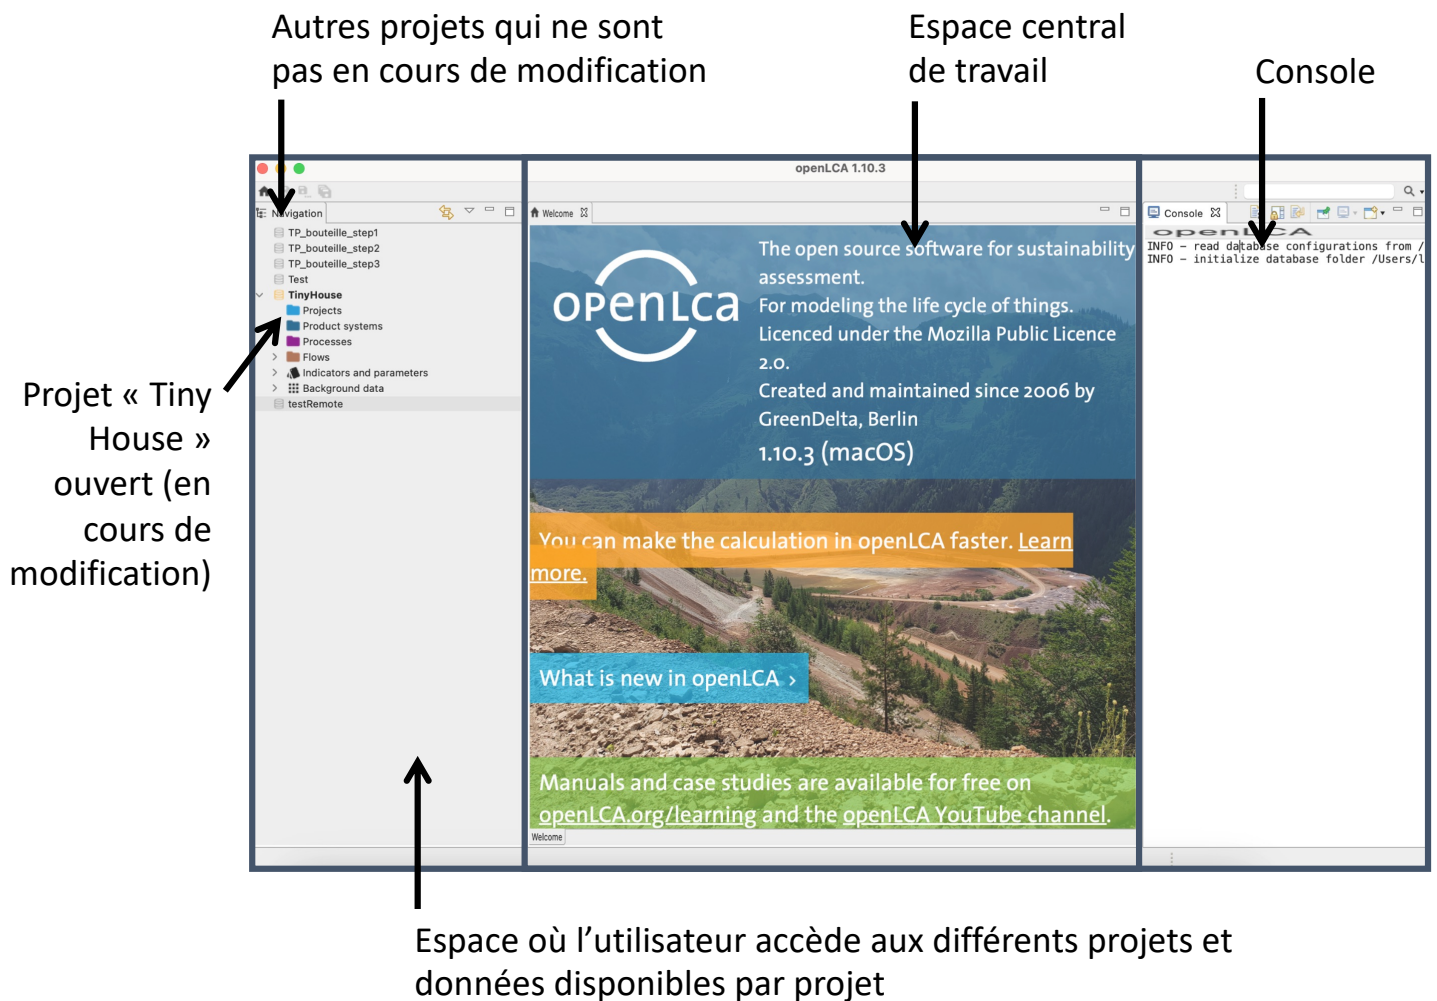 Autres projets qui ne sont
pas en cours de modification
Espace central
de travail
Console
openLCA 1.10.3
Navigation
Welcome
Console
TP_bouteille_step1
TP_bouteille_step2
TP_bouteille_step3
Test
TinyHouse
Projects
Product systems
Processes
Flows
Indicators and parameters
Background data
testRemote
Projet « Tiny
House »
ouvert (en
cours de
modification)
openLca
The open source software for sustainability
assessment.
For modeling the life cycle of things.
Licenced under the Mozilla Public Licence
2.0.
Created and maintained since 2006 by
GreenDelta, Berlin
1.10.3 (macOS)
You can make the calculation in openLCA faster. Learn
more.
What is new in openLCA ›
Manuals and case studies are available for free on
openLCA.org/learning and the openLCA YouTube channel.
Welcome
openLCA
INFO – read database configurations from /
INFO – initialize database folder /Users/l
Espace où l’utilisateur accède aux différents projets et
données disponibles par projet